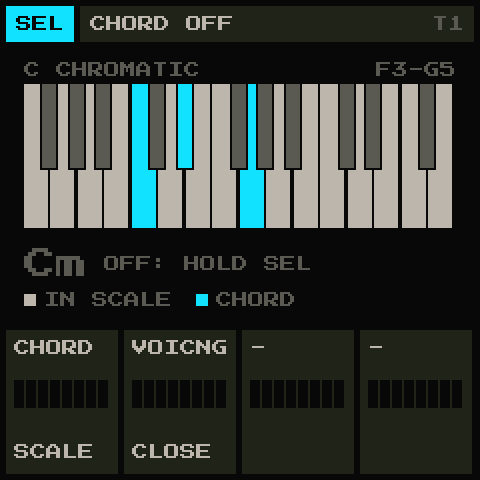 SEL CHORD OFF T1
C CHROMATIC F3-G5
Cm OFF: HOLD SEL
IN SCALE CHORD
CHORD VOICNG - -
SCALE CLOSE